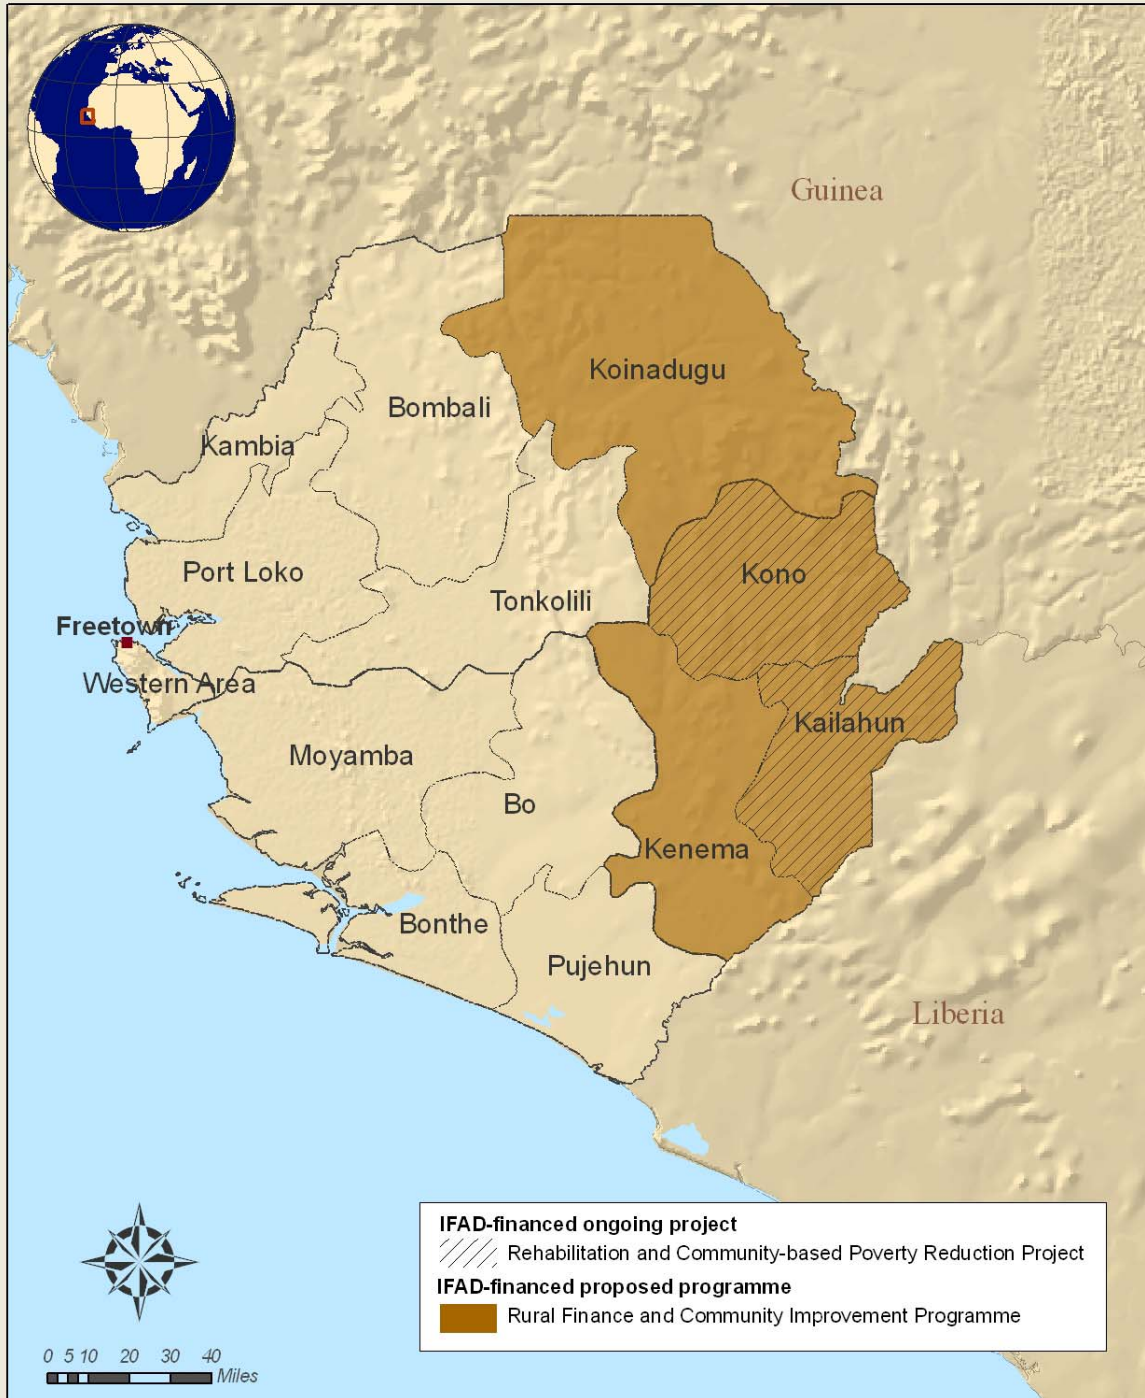 Guinea
Koinadugu
Bombali
Kambia
Port Loko
Kono
Tonkolili
Freetown
Western Area
Kailahun
Moyamba
Bo
Kenema
Bonthe
Pujehun
Liberia
IFAD-financed ongoing project
Rehabilitation and Community-based Poverty Reduction Project
IFAD-financed proposed programme
Rural Finance and Community Improvement Programme
0 5 10 20 30 40
Miles